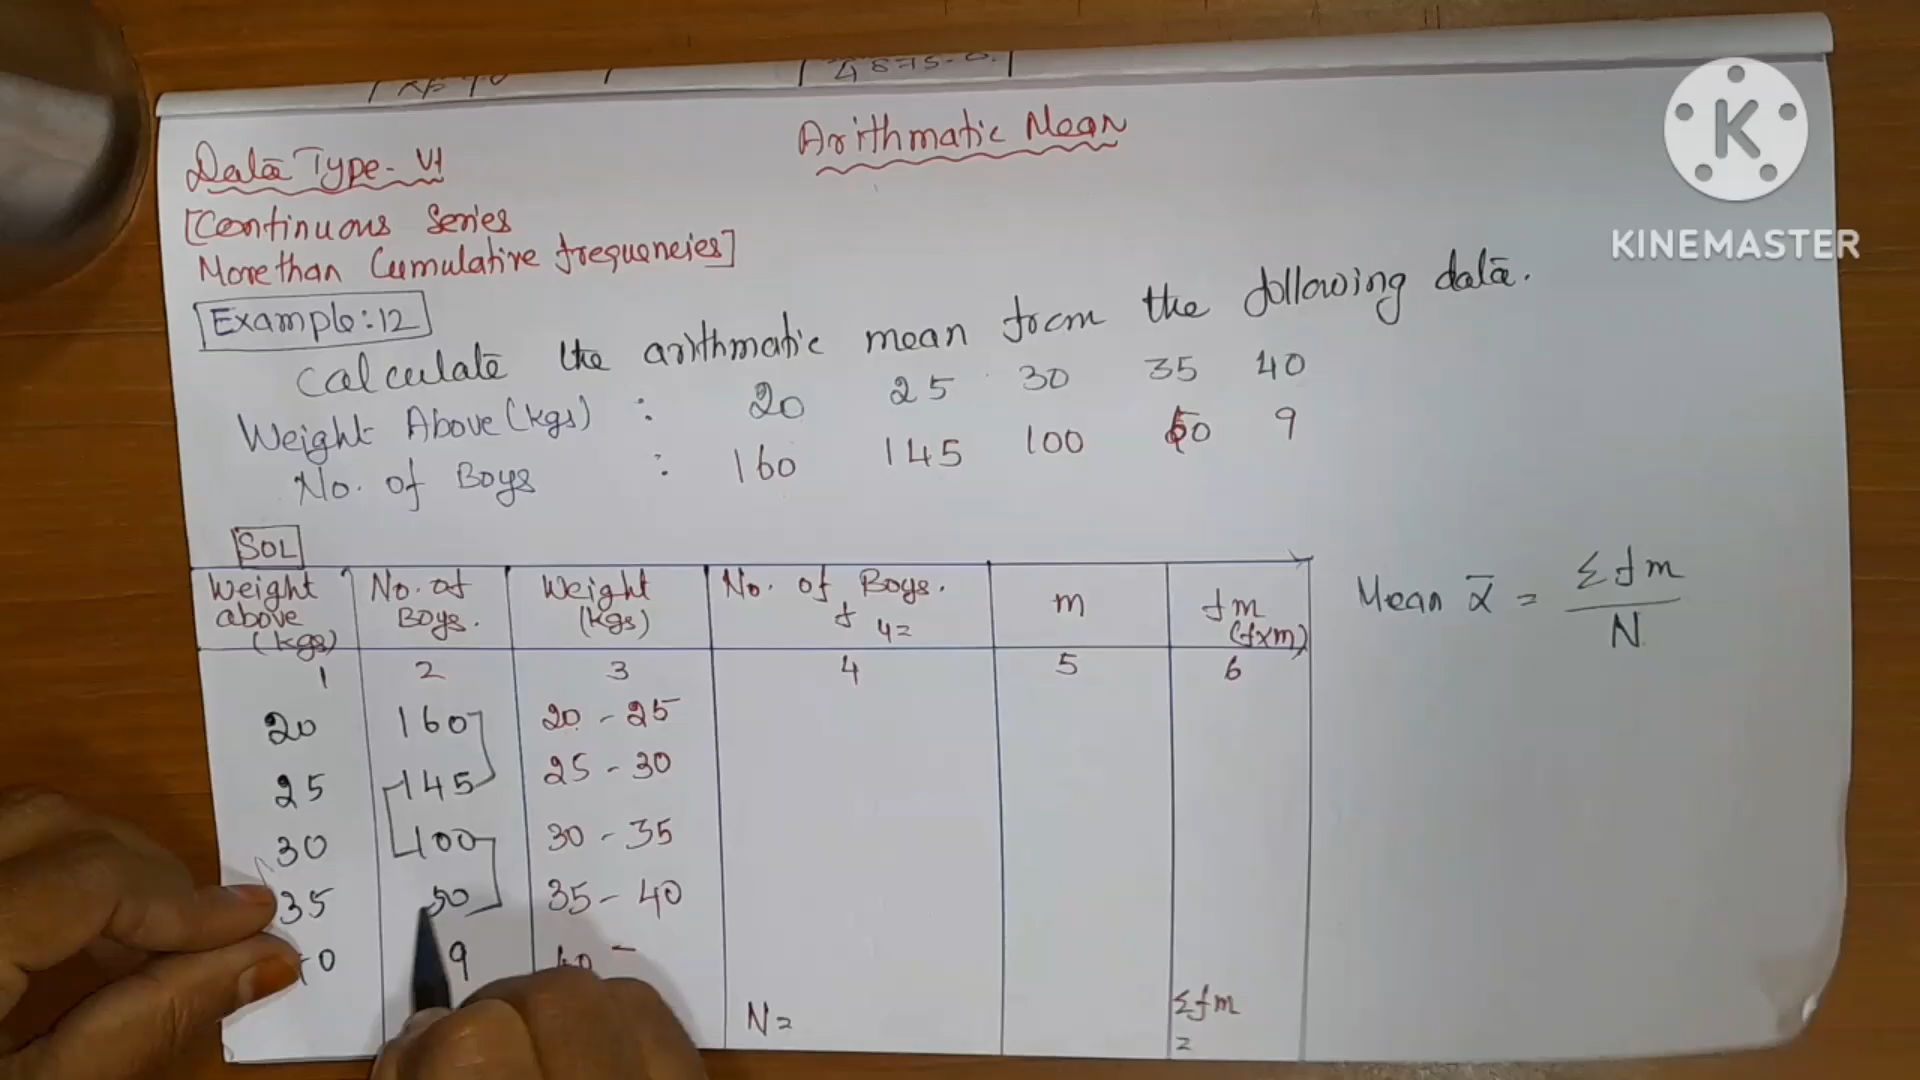 Arithmatic Mean
KINEMASTER
Data Type - VI
[Continuous Series
More than Cumulative frequencies]
Example:12
Calculate the arithmatic mean from the following data.
Weight Above (kgs) : 20 25 30 35 40
No. of Boys : 160 145 100 50 9
SOL
Weight above (kgs) No. of Boys. Weight (kgs) No. of Boys. f m fm (f×m)
4=
1 2 3 4 5 6
20 160 20 - 25
25 145 25 - 30
30 100 30 - 35
35 50 35 - 40
9 40 -
N= Σfm =
Mean x̄ = Σfm / N